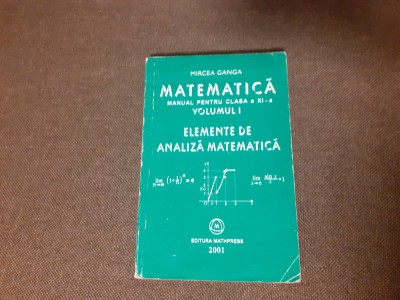 MIRCEA GANGA
MATEMATICĂ
MANUAL PENTRU CLASA a XI-a
VOLUMUL I
ELEMENTE DE
ANALIZĂ MATEMATICĂ
EDITURA MATHPRESS
2001